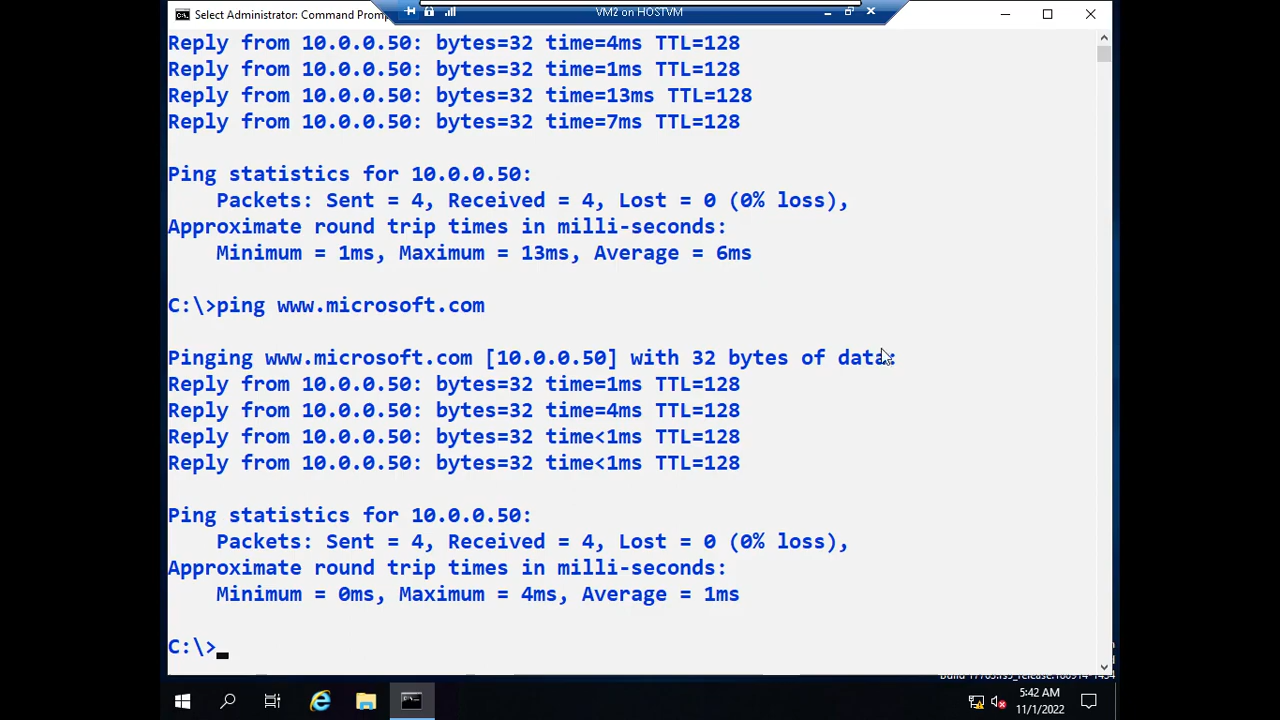 Select Administrator: Command Promp
VM2 on HOSTVM
Reply from 10.0.0.50: bytes=32 time=4ms TTL=128
Reply from 10.0.0.50: bytes=32 time=1ms TTL=128
Reply from 10.0.0.50: bytes=32 time=13ms TTL=128
Reply from 10.0.0.50: bytes=32 time=7ms TTL=128
Ping statistics for 10.0.0.50:
Packets: Sent = 4, Received = 4, Lost = 0 (0% loss),
Approximate round trip times in milli-seconds:
Minimum = 1ms, Maximum = 13ms, Average = 6ms
C:\>ping www.microsoft.com
Pinging www.microsoft.com [10.0.0.50] with 32 bytes of data:
Reply from 10.0.0.50: bytes=32 time=1ms TTL=128
Reply from 10.0.0.50: bytes=32 time=4ms TTL=128
Reply from 10.0.0.50: bytes=32 time<1ms TTL=128
Reply from 10.0.0.50: bytes=32 time<1ms TTL=128
Ping statistics for 10.0.0.50:
Packets: Sent = 4, Received = 4, Lost = 0 (0% loss),
Approximate round trip times in milli-seconds:
Minimum = 0ms, Maximum = 4ms, Average = 1ms
C:\>
5:42 AM
11/1/2022